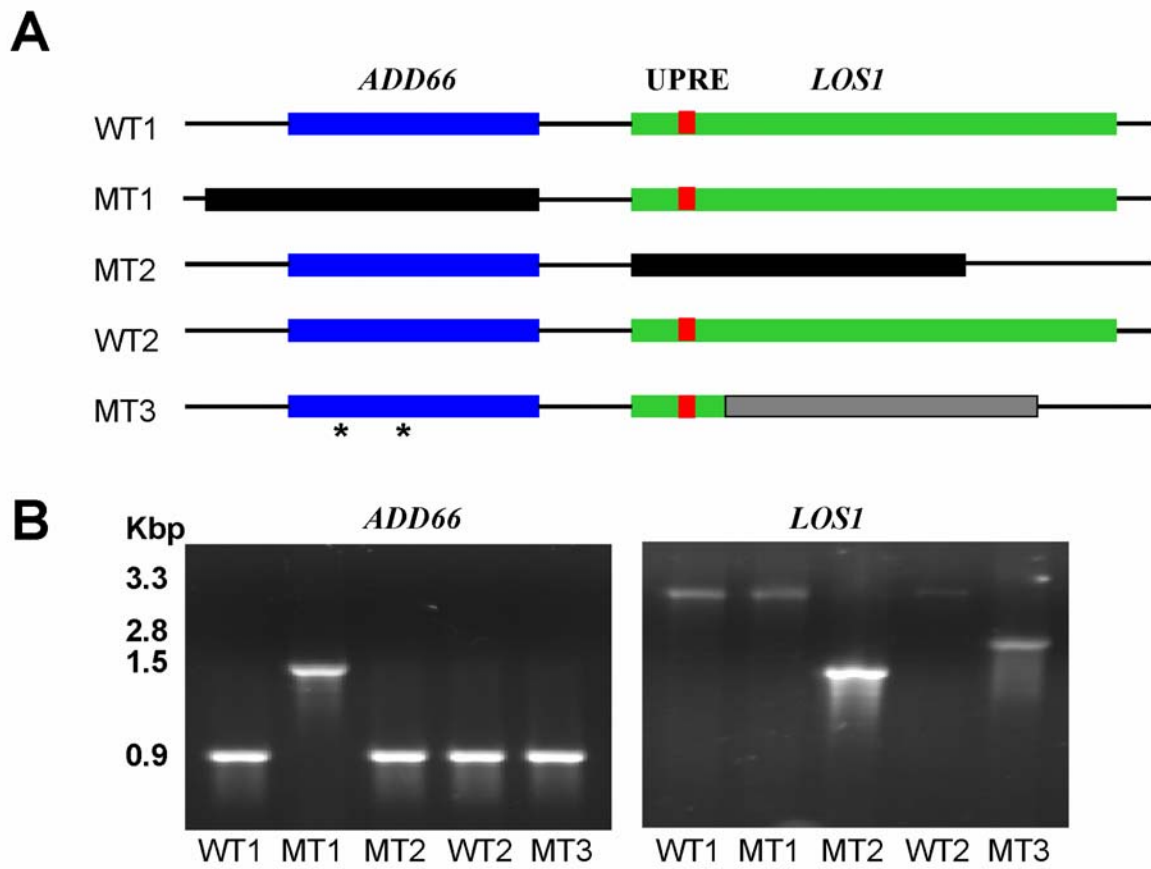 A
ADD66 UPRE LOS1
WT1
MT1
MT2
WT2
MT3
* *
B
Kbp ADD66 LOS1
3.3
2.8
1.5
0.9
WT1 MT1 MT2 WT2 MT3 WT1 MT1 MT2 WT2 MT3